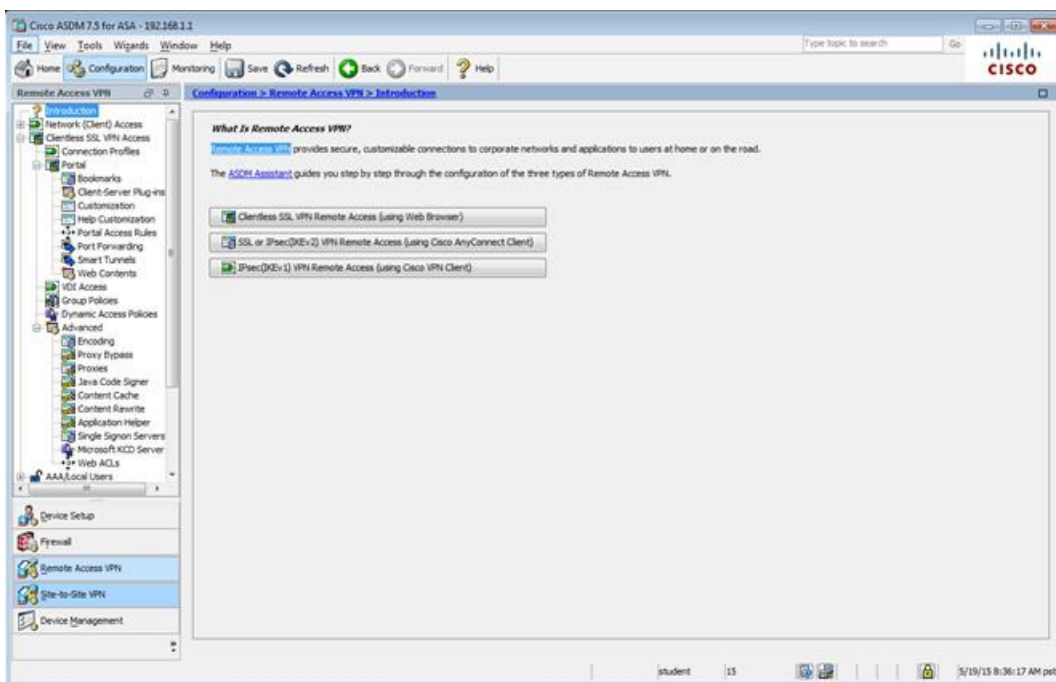 Cisco ASDM 7.5 for ASA - 192.168.1.1
File View Tools Wizards Window Help
Type topic to search Go
Home Configuration Monitoring Save Refresh Back Forward Help
CISCO
Remote Access VPN
Configuration > Remote Access VPN > Introduction
Introduction
Network (Client) Access
Clientless SSL VPN Access
Connection Profiles
Portal
Bookmarks
Client-Server Plug-ins
Customization
Help Customization
Portal Access Rules
Port Forwarding
Smart Tunnels
Web Contents
VDI Access
Group Policies
Dynamic Access Policies
Advanced
Encoding
Proxy Bypass
Proxies
Java Code Signer
Content Cache
Content Rewrite
Application Helper
Single Signon Servers
Microsoft KCD Server
Web ACLs
AAA/Local Users
Device Setup
Firewall
Remote Access VPN
Site-to-Site VPN
Device Management
What Is Remote Access VPN?
Remote Access VPN provides secure, customizable connections to corporate networks and applications to users at home or on the road.
The ASDM Assistant guides you step by step through the configuration of the three types of Remote Access VPN.
Clientless SSL VPN Remote Access (using Web Browser)
SSL or IPsec(IKEv2) VPN Remote Access (using Cisco AnyConnect Client)
IPsec(IKEv1) VPN Remote Access (using Cisco VPN Client)
student 15 5/19/15 8:36:17 AM pst